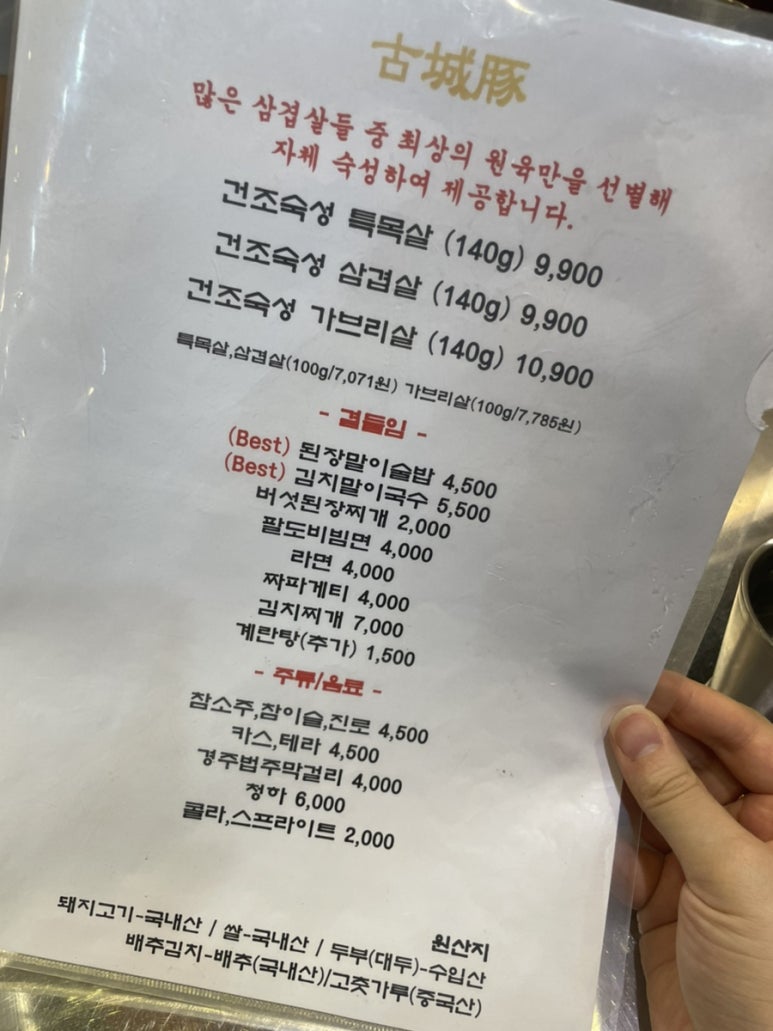 古城豚
많은 삼겹살들 중 최상의 원육만을 선별해
자체 숙성하여 제공합니다.
건조숙성 특목살 (140g) 9,900
건조숙성 삼겹살 (140g) 9,900
건조숙성 가브리살 (140g) 10,900
특목살,삼겹살(100g/7,071원) 가브리살(100g/7,785원)
- 곁들임 -
(Best) 된장말이술밥 4,500
(Best) 김치말이국수 5,500
버섯된장찌개 2,000
팔도비빔면 4,000
라면 4,000
짜파게티 4,000
김치찌개 7,000
계란탕(추가) 1,500
- 주류/음료 -
참소주,참이슬,진로 4,500
카스,테라 4,500
경주법주막걸리 4,000
청하 6,000
콜라,스프라이트 2,000
원산지
돼지고기-국내산 / 쌀-국내산 / 두부(대두)-수입산
배추김치-배추(국내산)/고춧가루(중국산)